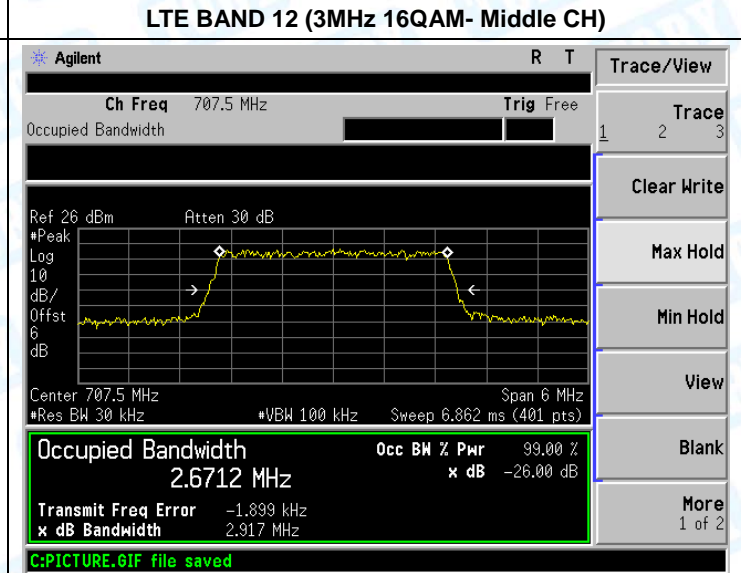 LTE BAND 12 (3MHz 16QAM- Middle CH)
Agilent R T
Ch Freq 707.5 MHz Trig Free
Occupied Bandwidth
Ref 26 dBm Atten 30 dB
#Peak
Log
10
dB/
Offst
6
dB
Center 707.5 MHz Span 6 MHz
#Res BW 30 kHz #VBW 100 kHz Sweep 6.862 ms (401 pts)
Occupied Bandwidth
2.6712 MHz
Occ BW % Pwr 99.00 %
x dB -26.00 dB
Transmit Freq Error -1.899 kHz
x dB Bandwidth 2.917 MHz
C:PICTURE.GIF file saved
Trace/View
Trace
1 2 3
Clear Write
Max Hold
Min Hold
View
Blank
More
1 of 2